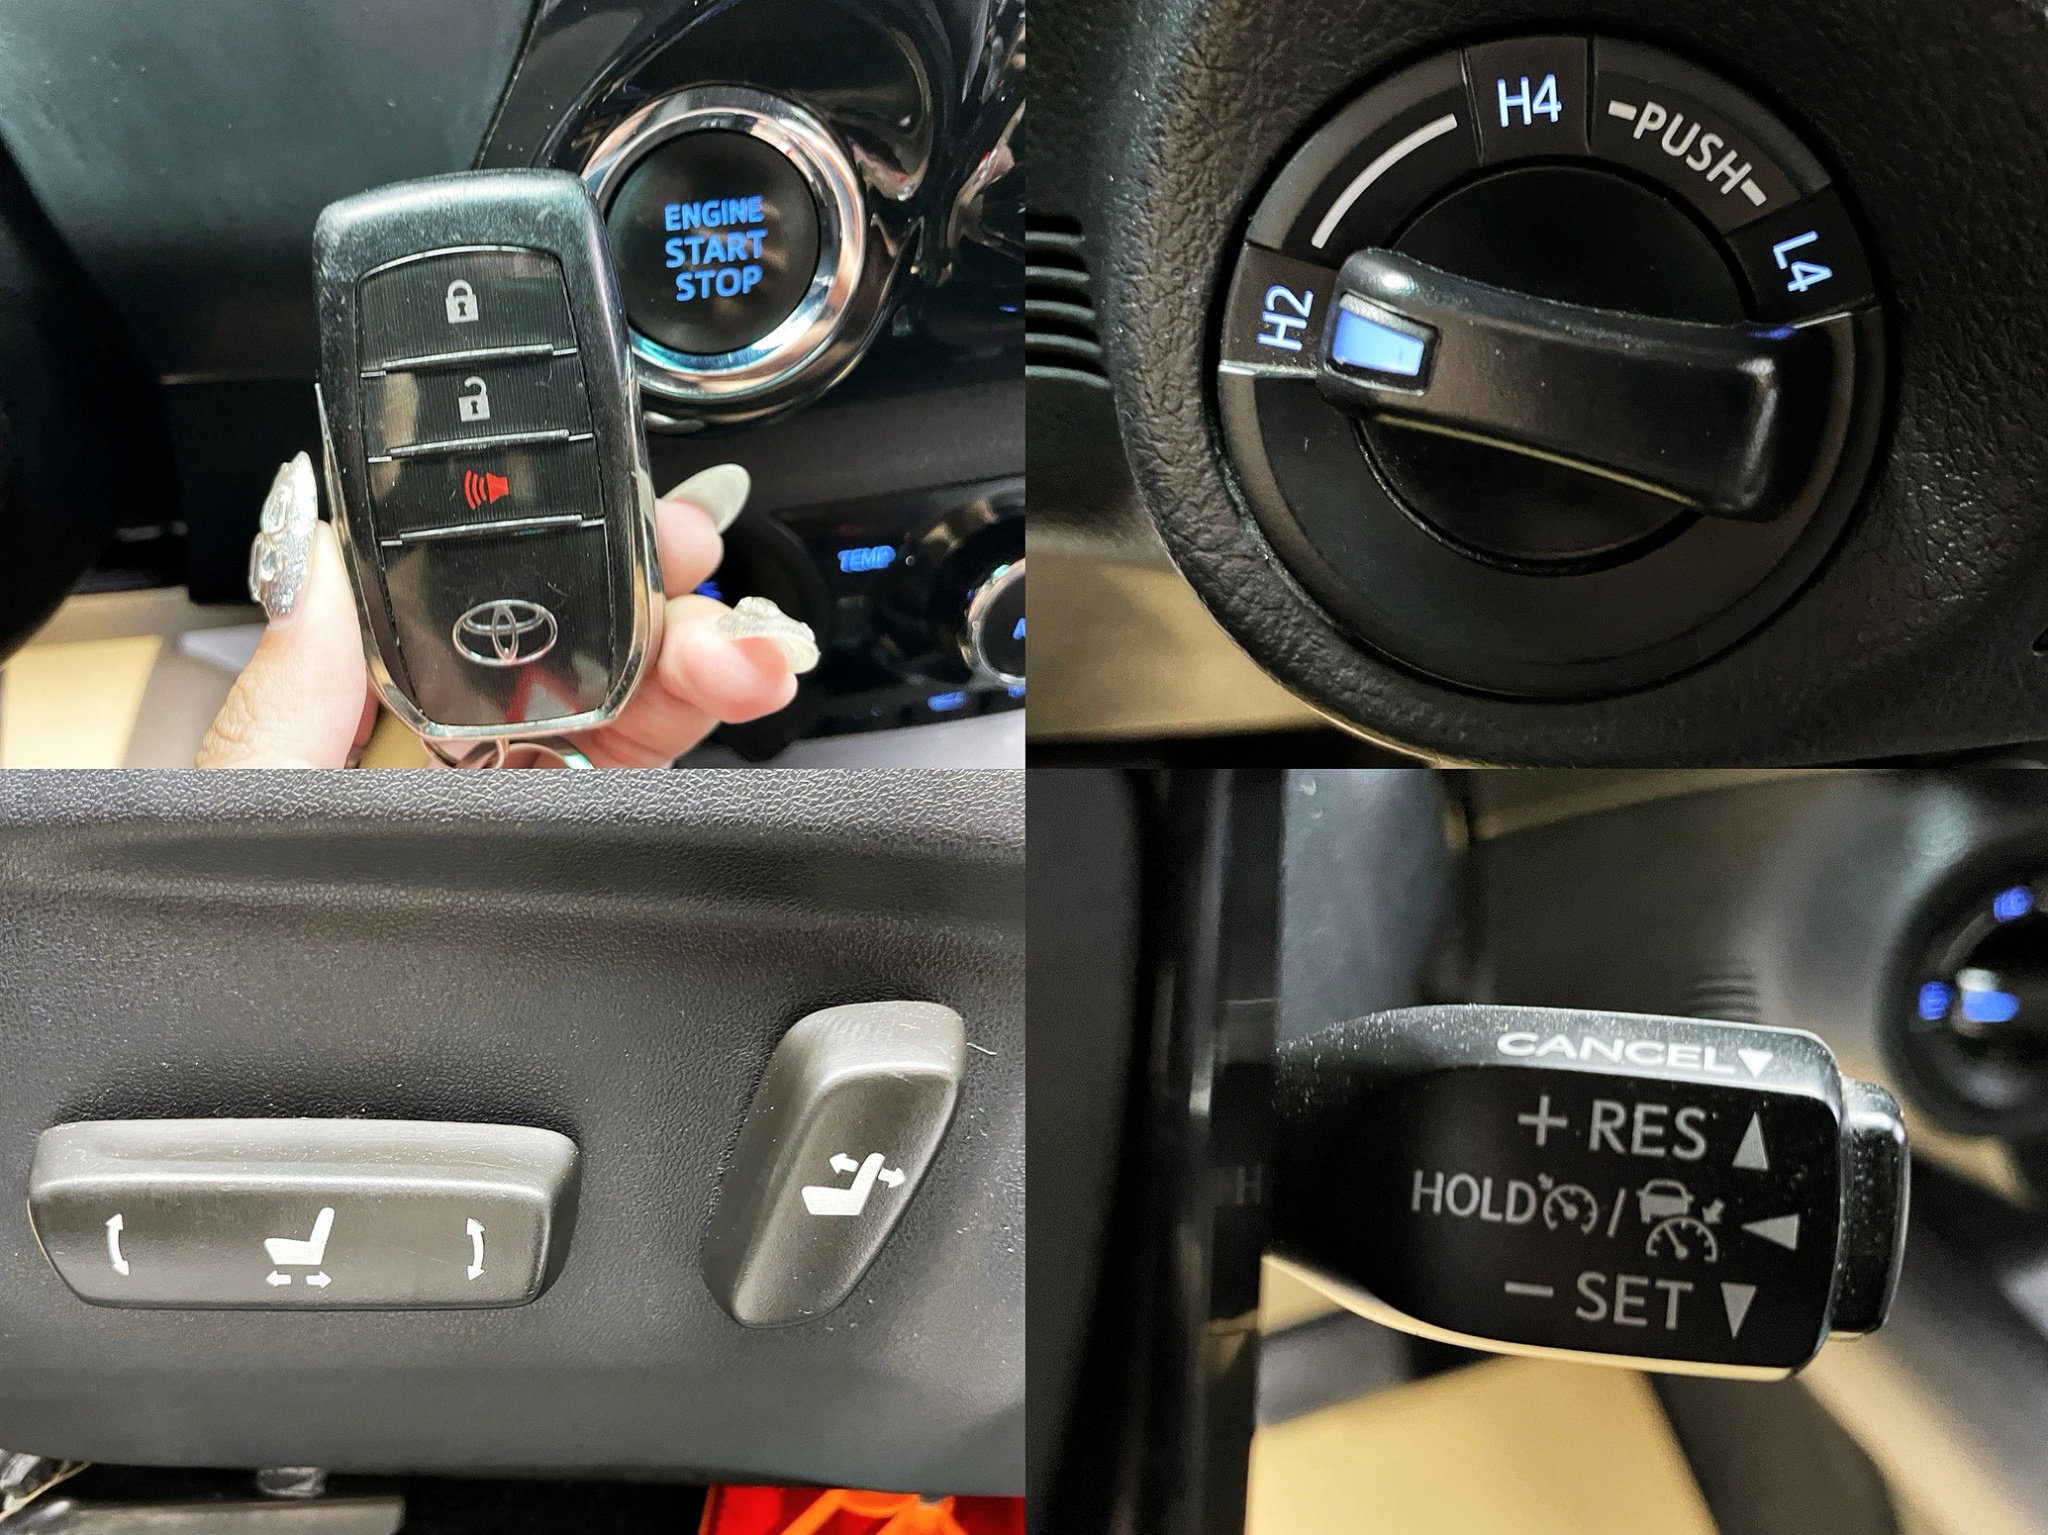 ENGINE
START
STOP
TEMP
H4
-PUSH-
L4
H2
CANCEL▼
+ RES ▲
HOLD / ◀
- SET ▼